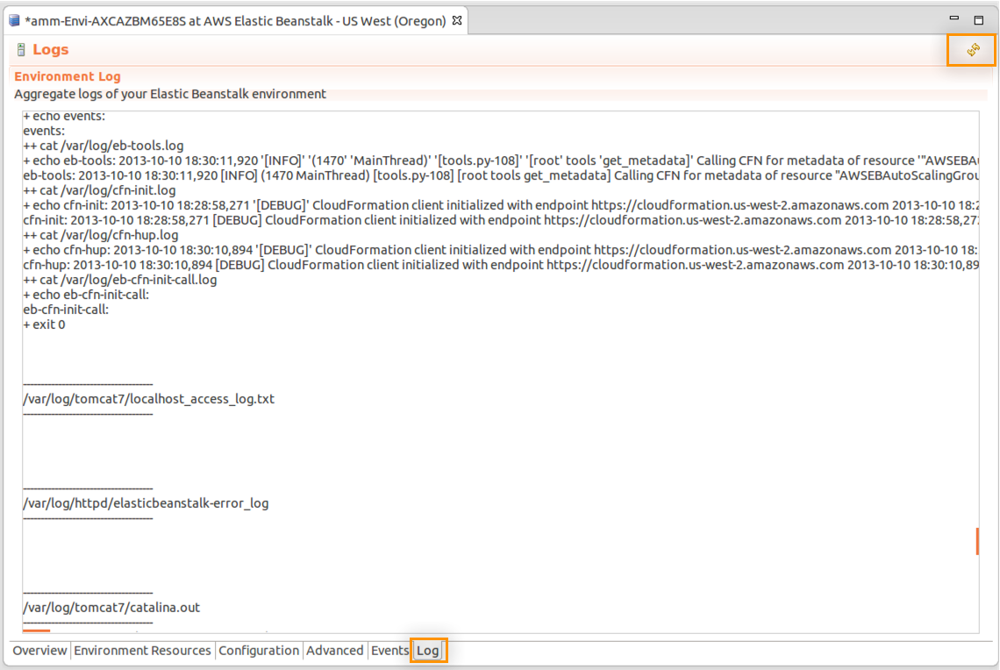 *amm-Envi-AXCAZBM65E8S at AWS Elastic Beanstalk - US West (Oregon)
Logs
Environment Log
Aggregate logs of your Elastic Beanstalk environment
+ echo events:
events:
++ cat /var/log/eb-tools.log
+ echo eb-tools: 2013-10-10 18:30:11,920 '[INFO]' '(1470' 'MainThread)' '[tools.py-108]' '[root' tools 'get_metadata]' Calling CFN for metadata of resource '"AWSEBA
eb-tools: 2013-10-10 18:30:11,920 [INFO] (1470 MainThread) [tools.py-108] [root tools get_metadata] Calling CFN for metadata of resource "AWSEBAutoScalingGrou
++ cat /var/log/cfn-init.log
+ echo cfn-init: 2013-10-10 18:28:58,271 '[DEBUG]' CloudFormation client initialized with endpoint https://cloudformation.us-west-2.amazonaws.com 2013-10-10 18:2
cfn-init: 2013-10-10 18:28:58,271 [DEBUG] CloudFormation client initialized with endpoint https://cloudformation.us-west-2.amazonaws.com 2013-10-10 18:28:58,27
++ cat /var/log/cfn-hup.log
+ echo cfn-hup: 2013-10-10 18:30:10,894 '[DEBUG]' CloudFormation client initialized with endpoint https://cloudformation.us-west-2.amazonaws.com 2013-10-10 18:
cfn-hup: 2013-10-10 18:30:10,894 [DEBUG] CloudFormation client initialized with endpoint https://cloudformation.us-west-2.amazonaws.com 2013-10-10 18:30:10,89
++ cat /var/log/eb-cfn-init-call.log
+ echo eb-cfn-init-call:
eb-cfn-init-call:
+ exit 0
-------------------------------------
/var/log/tomcat7/localhost_access_log.txt
-------------------------------------
-------------------------------------
/var/log/httpd/elasticbeanstalk-error_log
-------------------------------------
-------------------------------------
/var/log/tomcat7/catalina.out
-------------------------------------
Overview Environment Resources Configuration Advanced Events Log